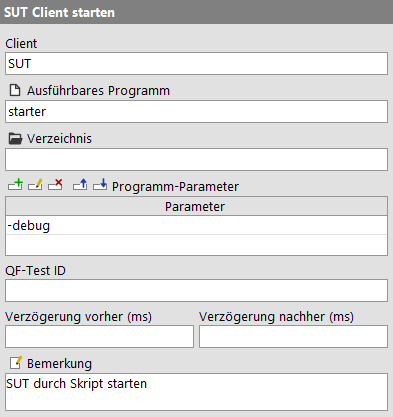 SUT Client starten
Client
SUT
Ausführbares Programm
starter
Verzeichnis
Programm-Parameter
Parameter
-debug
QF-Test ID
Verzögerung vorher (ms) Verzögerung nachher (ms)
Bemerkung
SUT durch Skript starten